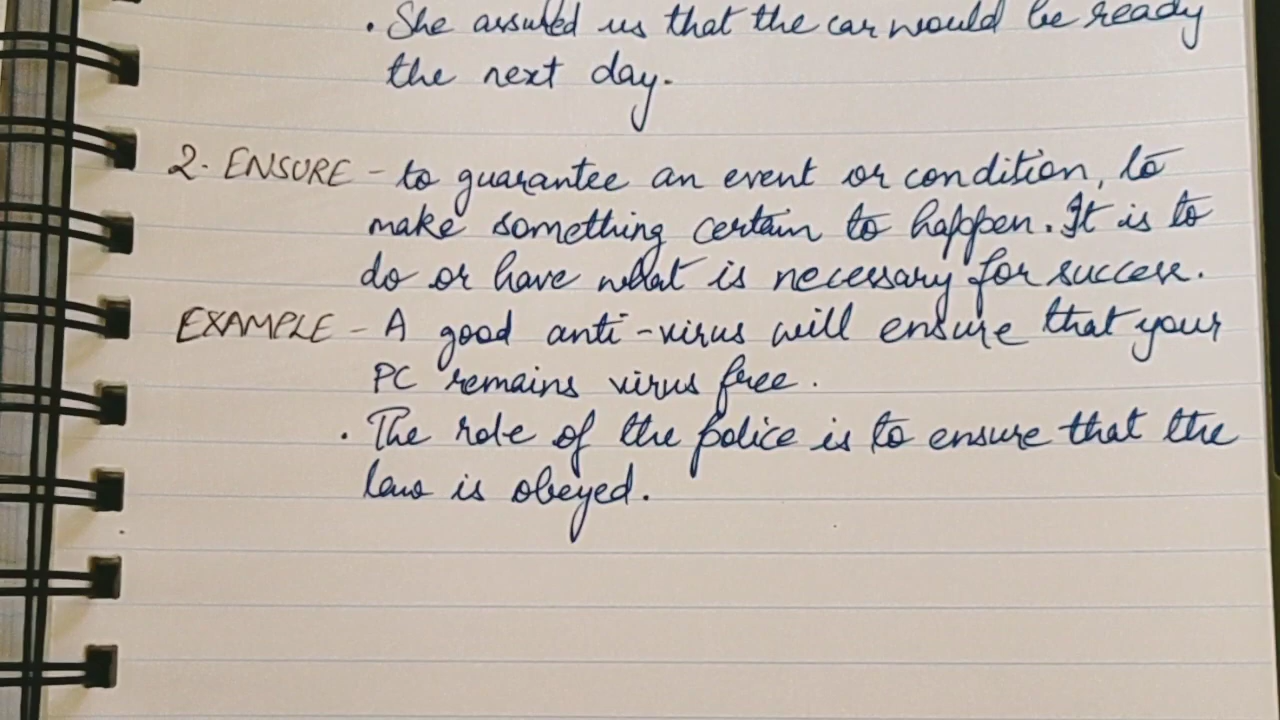 • She assured us that the car would be ready
the next day.
2. ENSURE - to guarantee an event or condition, to
make something certain to happen. It is to
do or have what is necessary for success.
EXAMPLE - A good anti-virus will ensure that your
PC remains virus free.
• The role of the police is to ensure that the
law is obeyed.